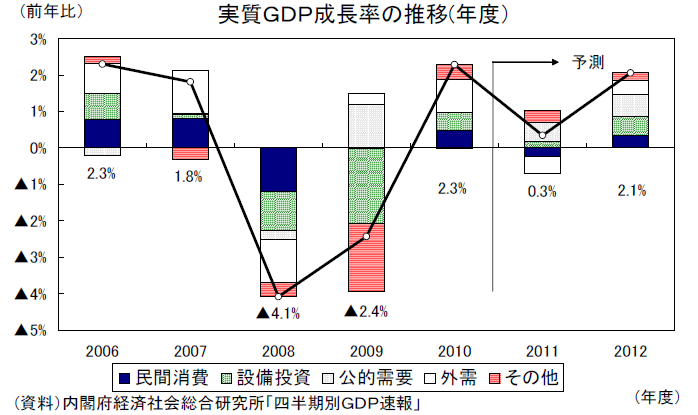 実質GDP成長率の推移(年度)
(前年比)
3%
2%
1%
0%
▲1%
▲2%
▲3%
▲4%
▲5%
予測
2.3%
1.8%
▲4.1%
▲2.4%
2.3%
0.3%
2.1%
2006 2007 2008 2009 2010 2011 2012
民間消費 設備投資 公的需要 外需 その他
(年度)
(資料)内閣府経済社会総合研究所「四半期別GDP速報」